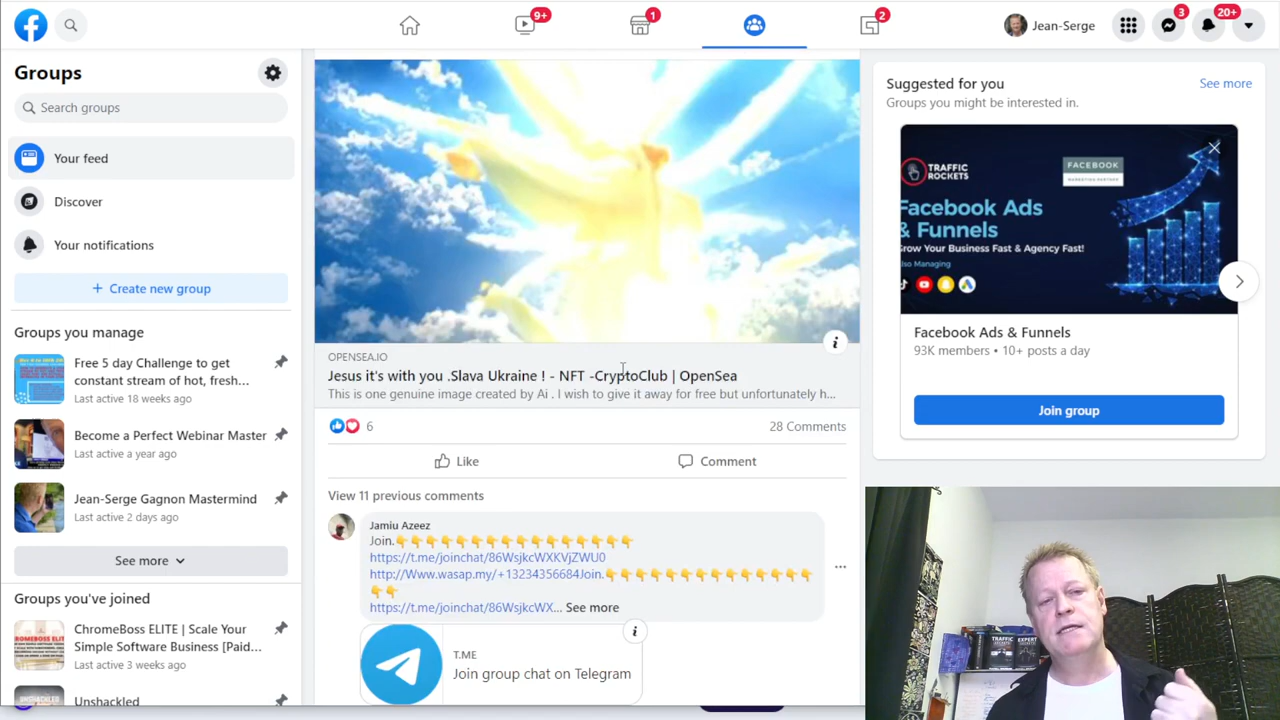 9+
1
2
Jean-Serge
3
20+
Groups
Search groups
Your feed
Discover
Your notifications
+ Create new group
Groups you manage
Free 5 day Challenge to get
constant stream of hot, fresh...
Last active 18 weeks ago
Become a Perfect Webinar Master
Last active a year ago
Jean-Serge Gagnon Mastermind
Last active 2 days ago
See more
Groups you've joined
ChromeBoss ELITE | Scale Your
Simple Software Business [Paid...
Last active 3 weeks ago
Unshackled
OPENSEA.IO
Jesus it's with you .Slava Ukraine ! - NFT -CryptoClub | OpenSea
This is one genuine image created by Ai . I wish to give it away for free but unfortunately h...
6
28 Comments
Like
Comment
View 11 previous comments
Jamiu Azeez
Join.👇👇👇👇👇👇👇👇👇👇👇👇👇👇👇👇
https://t.me/joinchat/86WsjkcWXKVjZWU0
http://Www.wasap.my/+13234356684Join.👇👇👇👇👇👇👇👇👇👇👇👇👇👇
👇👇
https://t.me/joinchat/86WsjkcWX... See more
T.ME
Join group chat on Telegram
Suggested for you
See more
Groups you might be interested in.
TRAFFIC
ROCKETS
FACEBOOK
MARKETING PARTNER
Facebook Ads
& Funnels
Grow Your Business Fast & Agency Fast!
Also Managing
Facebook Ads & Funnels
93K members • 10+ posts a day
Join group
TRAFFIC
EXPERT